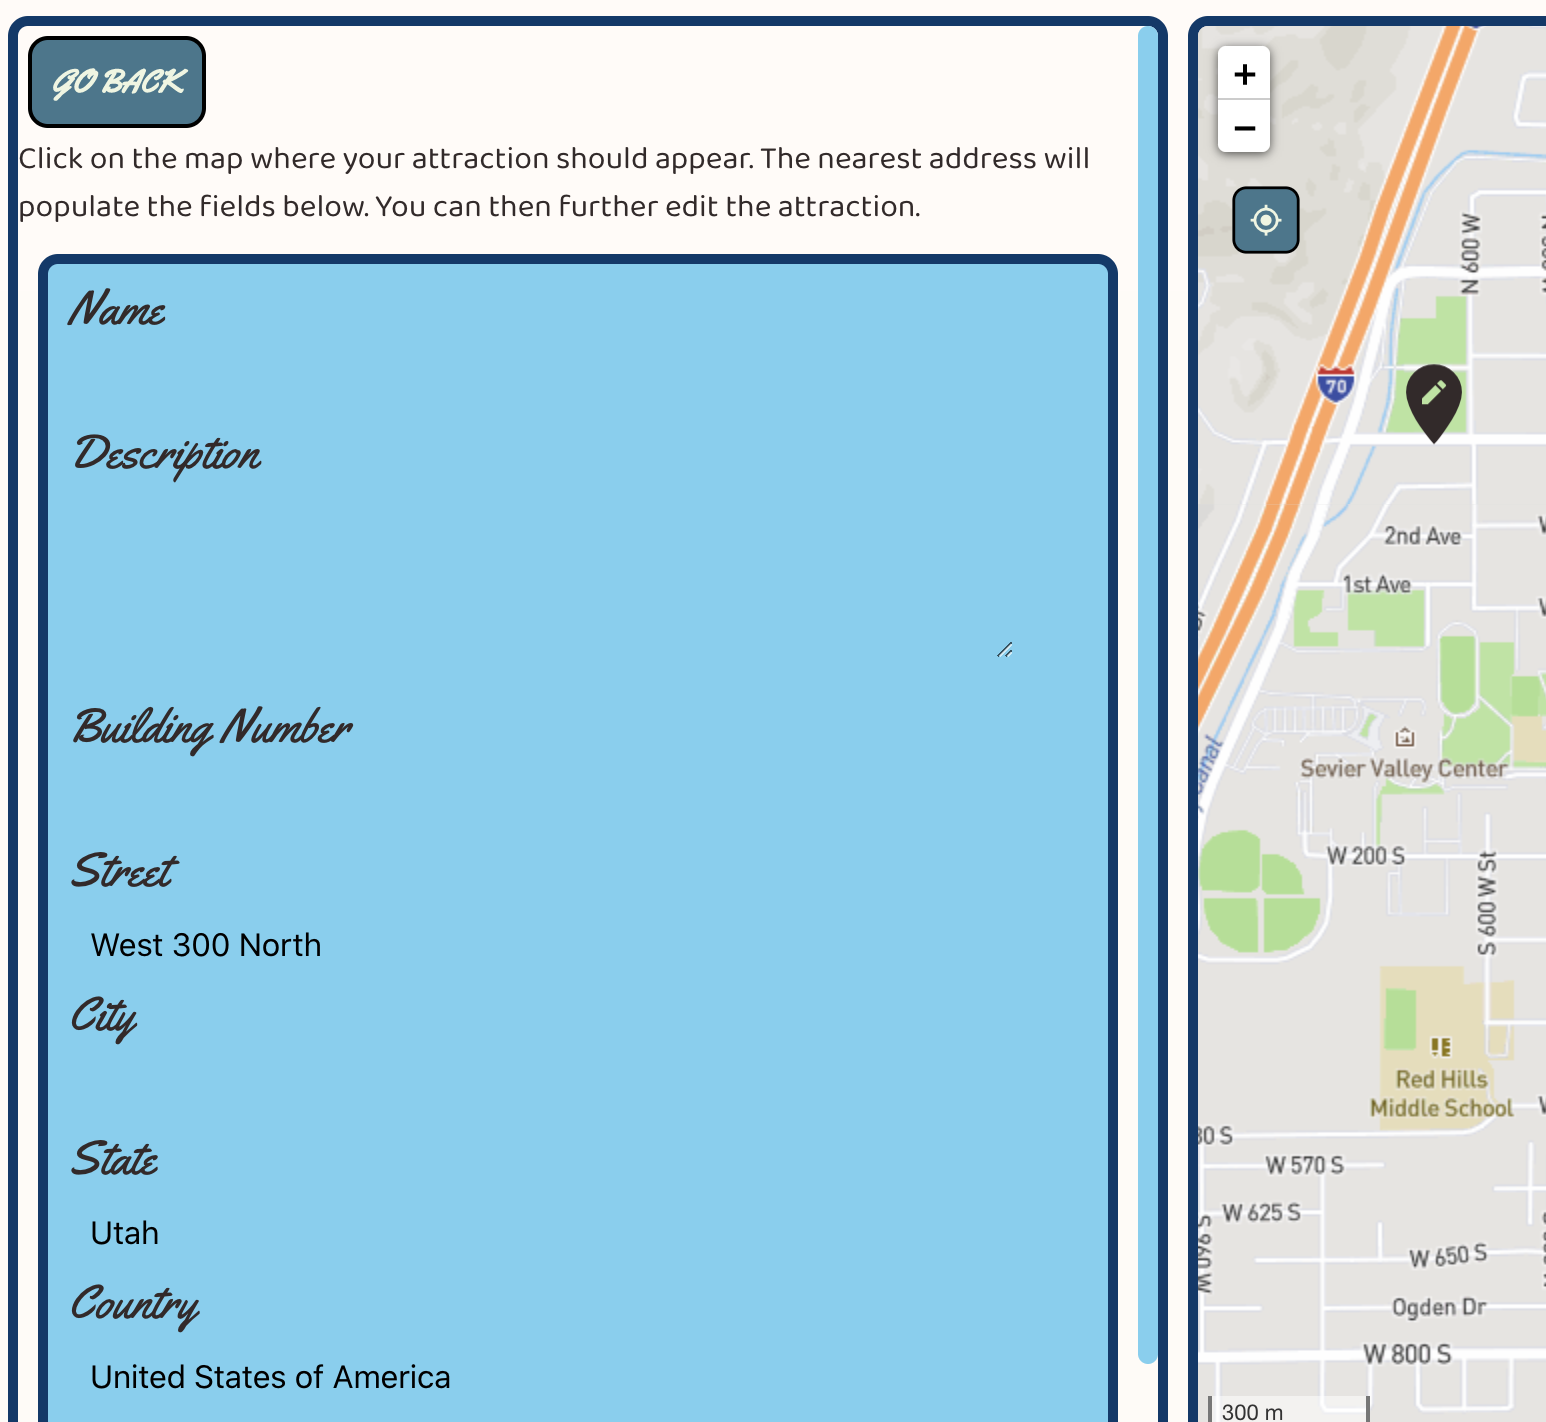 GO BACK
Click on the map where your attraction should appear. The nearest address will
populate the fields below. You can then further edit the attraction.
Name
Description
Building Number
Street
West 300 North
City
State
Utah
Country
United States of America
+
−
N 600 W
70
2nd Ave
1st Ave
Sevier Valley Center
W 200 S
S 600 W St
Red Hills
Middle School
W 570 S
W 625 S
W 650 S
Ogden Dr
W 800 S
300 m